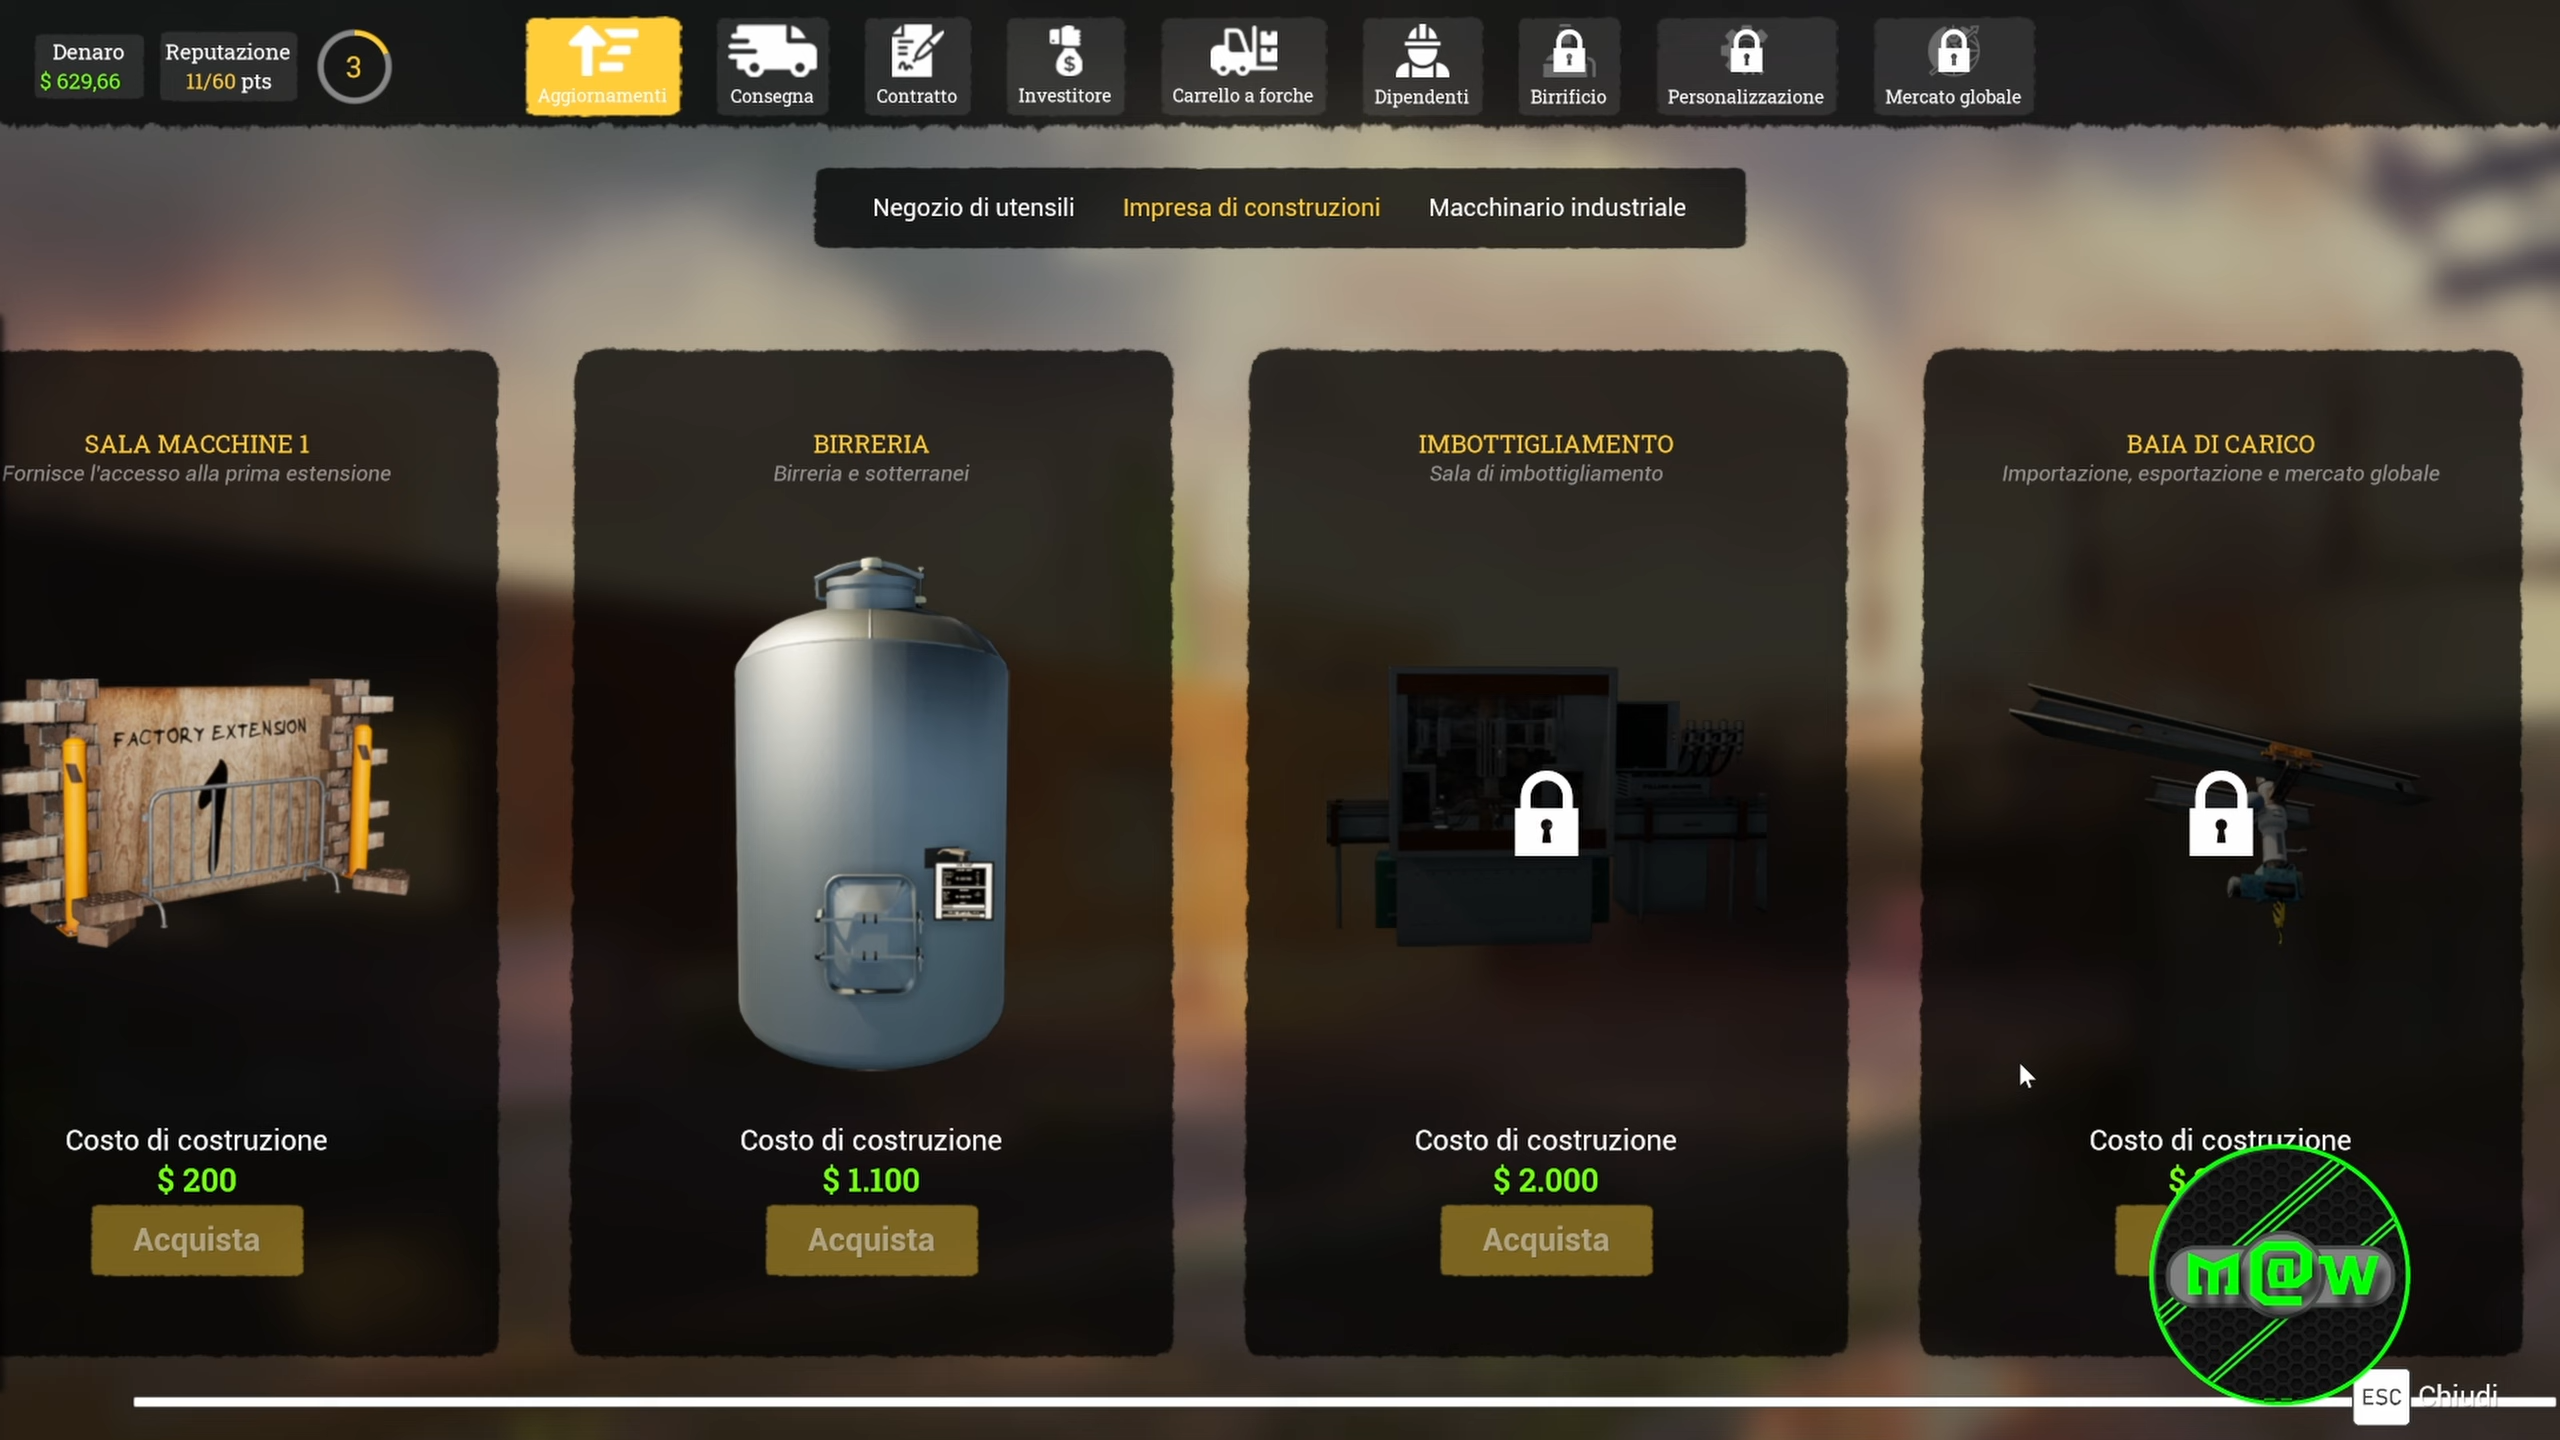 Denaro
$ 629,66
Reputazione
11/60 pts
3
Aggiornamenti
Consegna
Contratto
Investitore
Carrello a forche
Dipendenti
Birrificio
Personalizzazione
Mercato globale
Negozio di utensili
Impresa di costruzioni
Macchinario industriale
SALA MACCHINE 1
Fornisce l'accesso alla prima estensione
FACTORY EXTENSION
1
Costo di costruzione
$ 200
Acquista
BIRRERIA
Birreria e sotterranei
Costo di costruzione
$ 1.100
Acquista
IMBOTTIGLIAMENTO
Sala di imbottigliamento
Costo di costruzione
$ 2.000
Acquista
BAIA DI CARICO
Importazione, esportazione e mercato globale
Costo di costruzione
$
m@w
ESC
Chiudi